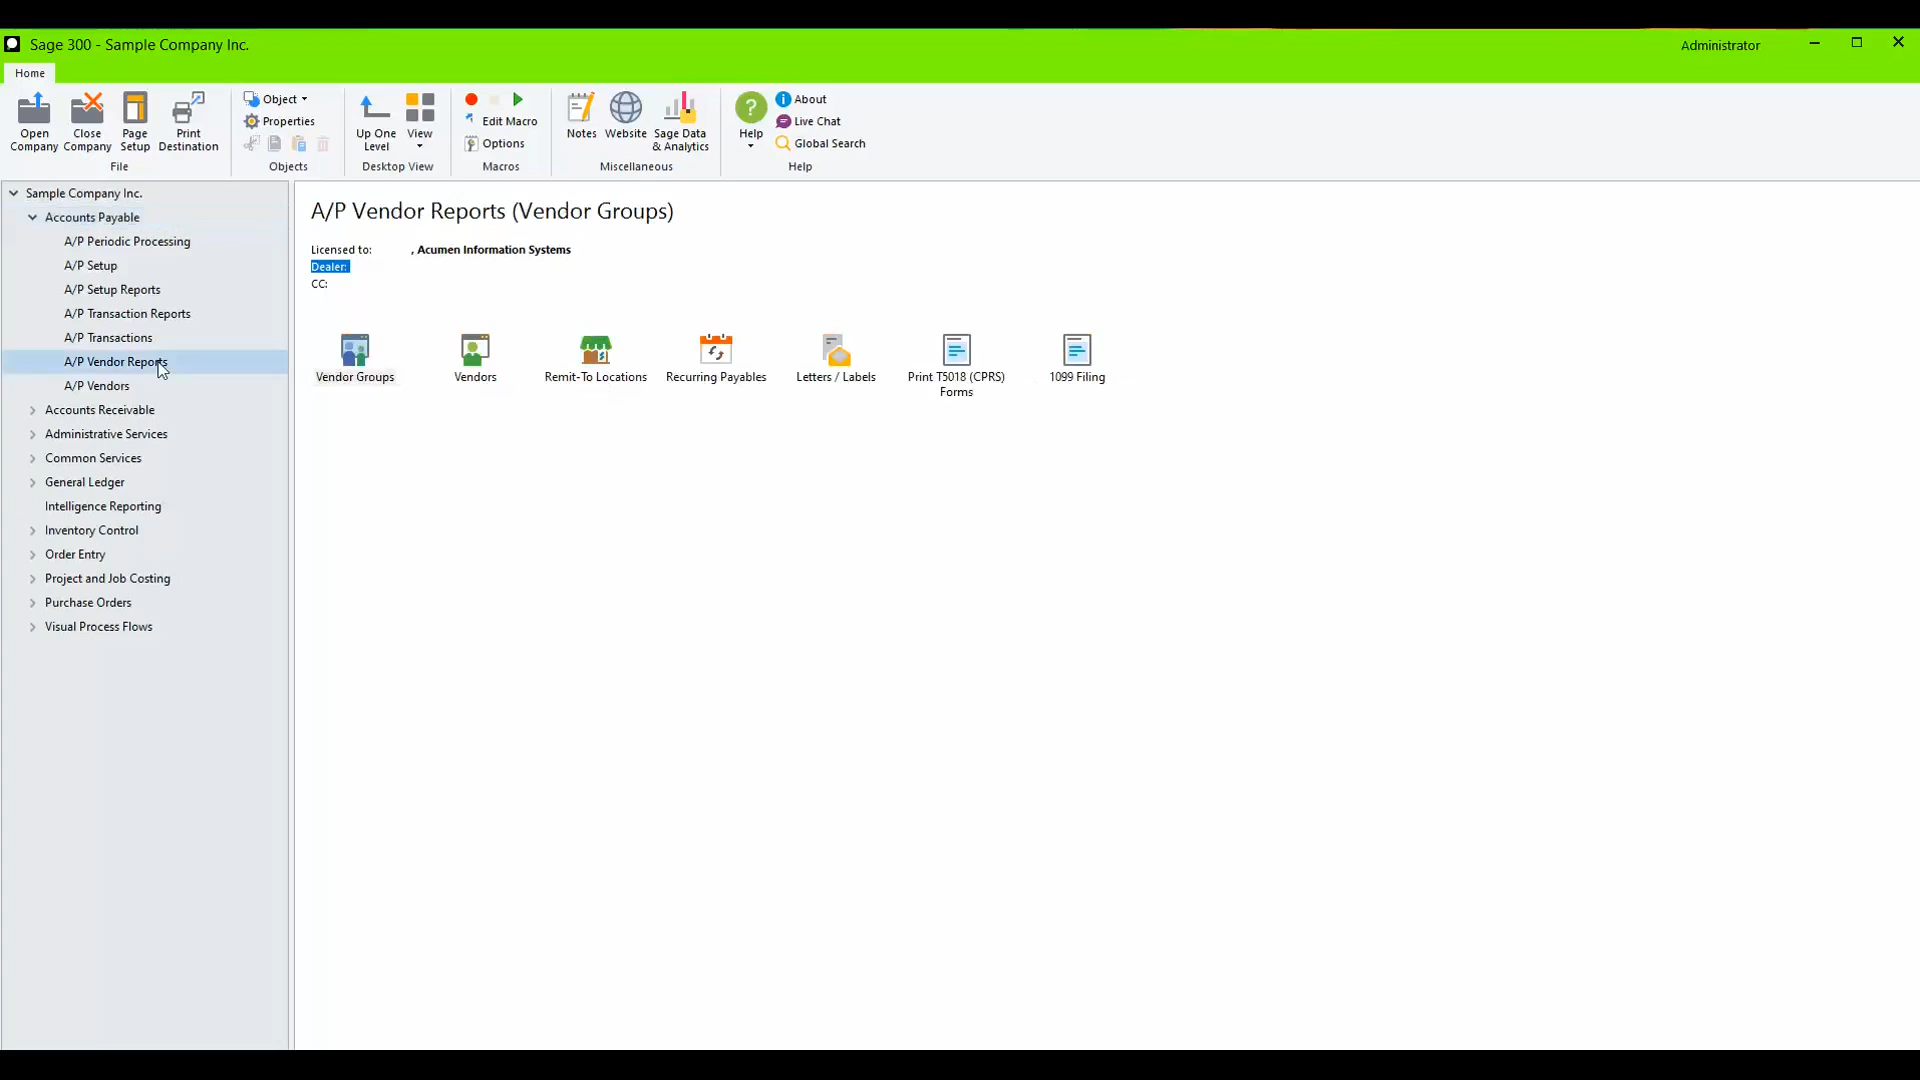 Sage 300 - Sample Company Inc.
Administrator
Home
Open Company
Close Company
Page Setup
Print Destination
File
Object
Properties
Objects
Up One Level
View
Desktop View
Edit Macro
Options
Macros
Notes
Website
Sage Data & Analytics
Miscellaneous
Help
About
Live Chat
Global Search
Help
Sample Company Inc.
Accounts Payable
A/P Periodic Processing
A/P Setup
A/P Setup Reports
A/P Transaction Reports
A/P Transactions
A/P Vendor Reports
A/P Vendors
Accounts Receivable
Administrative Services
Common Services
General Ledger
Intelligence Reporting
Inventory Control
Order Entry
Project and Job Costing
Purchase Orders
Visual Process Flows
A/P Vendor Reports (Vendor Groups)
Licensed to: , Acumen Information Systems
Dealer:
CC:
Vendor Groups
Vendors
Remit-To Locations
Recurring Payables
Letters / Labels
Print T5018 (CPRS)
Forms
1099 Filing